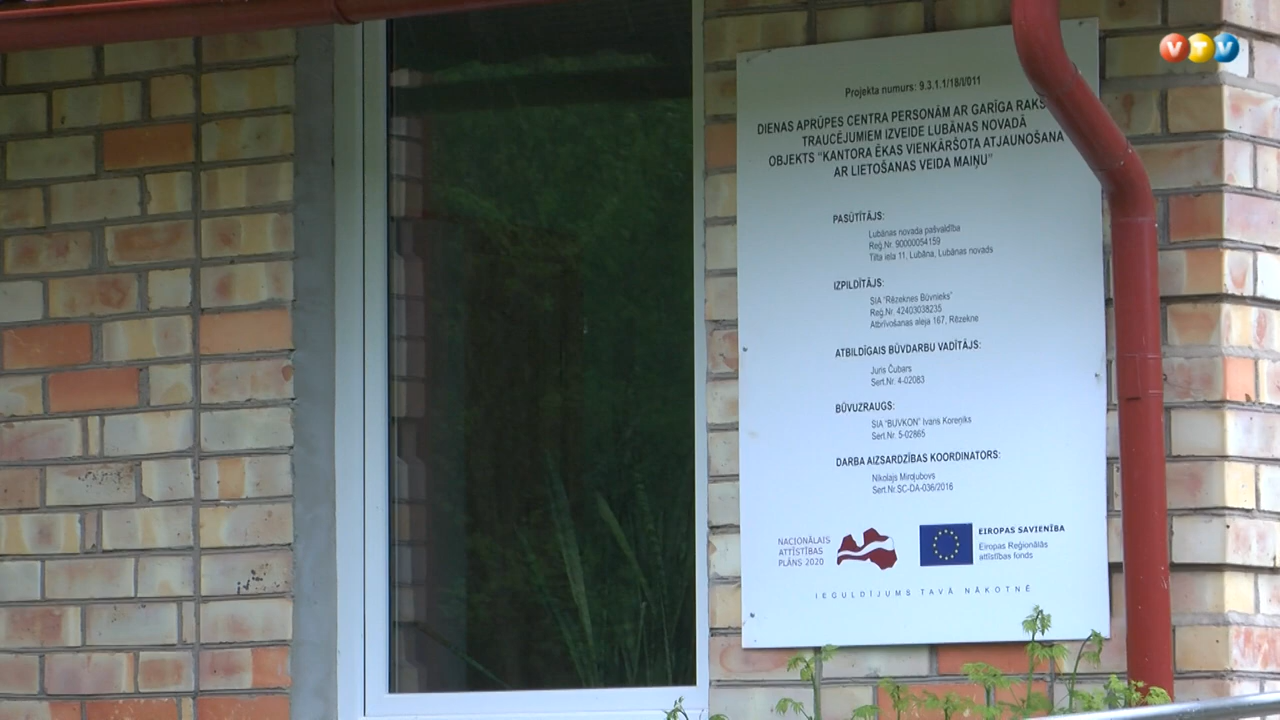 VTV
Projekta numurs: 9.3.1.1/18/I/011
DIENAS APRŪPES CENTRA PERSONĀM AR GARĪGA RAKS
TRAUCĒJUMIEM IZVEIDE LUBĀNAS NOVADĀ
OBJEKTS "KANTORA ĒKAS VIENKĀRŠOTA ATJAUNOŠANA
AR LIETOŠANAS VEIDA MAIŅU"
PASŪTĪTĀJS:
Lubānas novada pašvaldība
Reģ.Nr. 90000054159
Tilta iela 11, Lubāna, Lubānas novads
IZPILDĪTĀJS:
SIA "Rēzeknes Būvnieks"
Reģ.Nr. 42403038235
Atbrīvošanas aleja 167, Rēzekne
ATBILDĪGAIS BŪVDARBU VADĪTĀJS:
Juris Čubars
Sert.Nr. 4-02083
BŪVUZRAUGS:
SIA "BUVKON" Ivans Koreņiks
Sert.Nr. 5-02865
DARBA AIZSARDZĪBAS KOORDINATORS:
Nikolajs Miroļubovs
Sert.Nr.SC-DA-036/2016
NACIONĀLAIS
ATTĪSTĪBAS
PLĀNS 2020
EIROPAS SAVIENĪBA
Eiropas Reģionālās
attīstības fonds
IEGULDĪJUMS TAVĀ NĀKOTNĒ